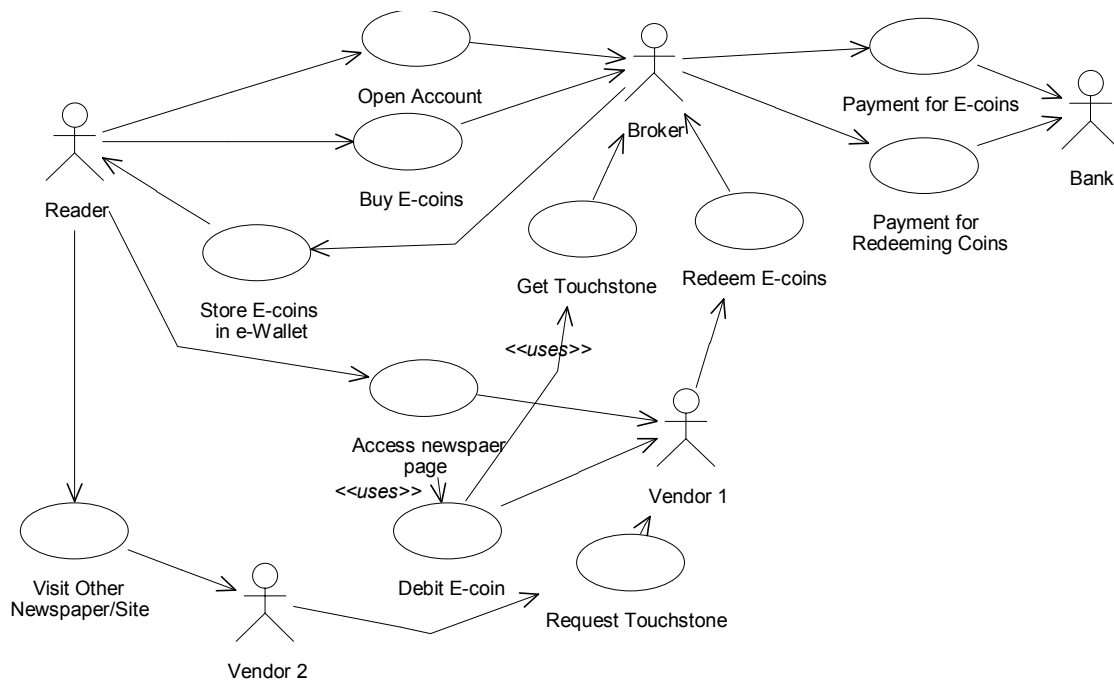 Open Account
Broker
Payment for E-coins
Bank
Reader
Buy E-coins
Payment for
Redeeming Coins
Store E-coins
in e-Wallet
Get Touchstone
Redeem E-coins
<<uses>>
Access newspaer
page
<<uses>>
Vendor 1
Visit Other
Newspaper/Site
Debit E-coin
Request Touchstone
Vendor 2